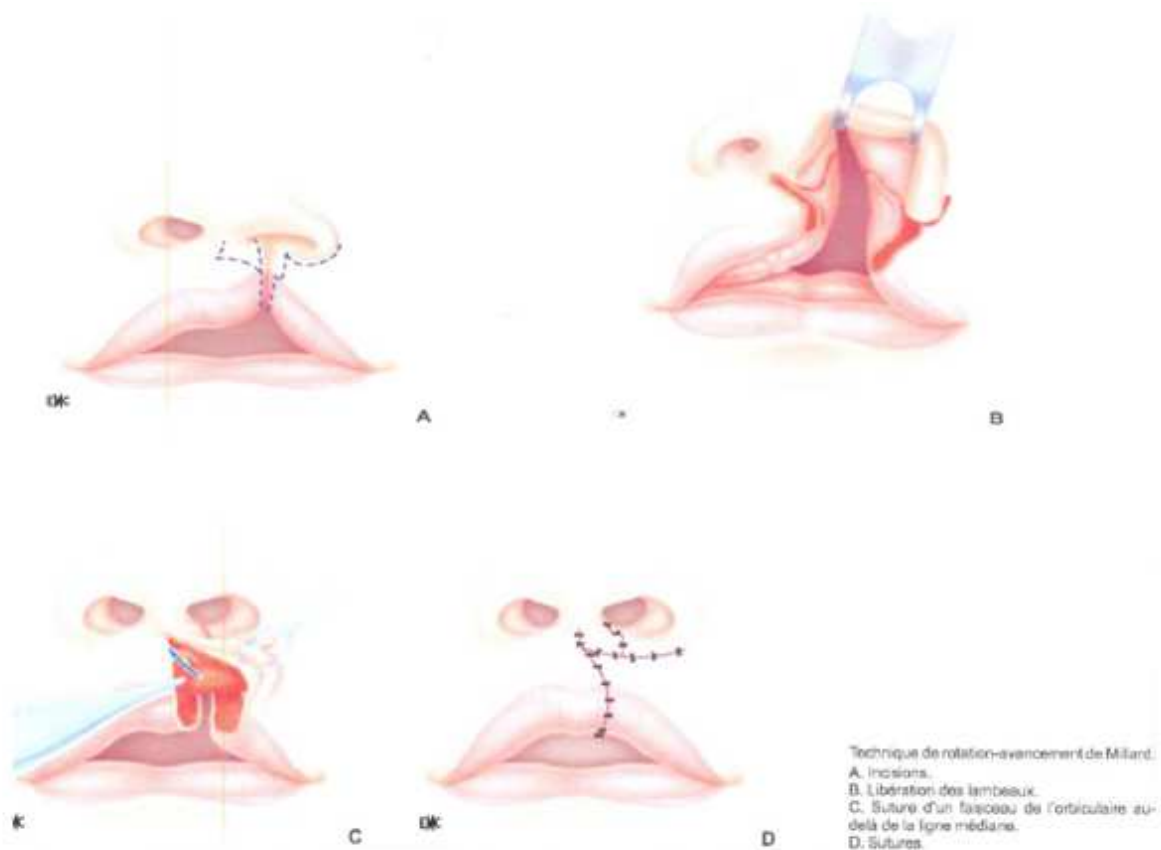 A
B
C
D
Technique de rotation-avancement de Millard.
A. Incisions.
B. Libération des lambeaux.
C. Suture d'un faisceau de l'orbiculaire au-
delà de la ligne médiane.
D. Sutures.